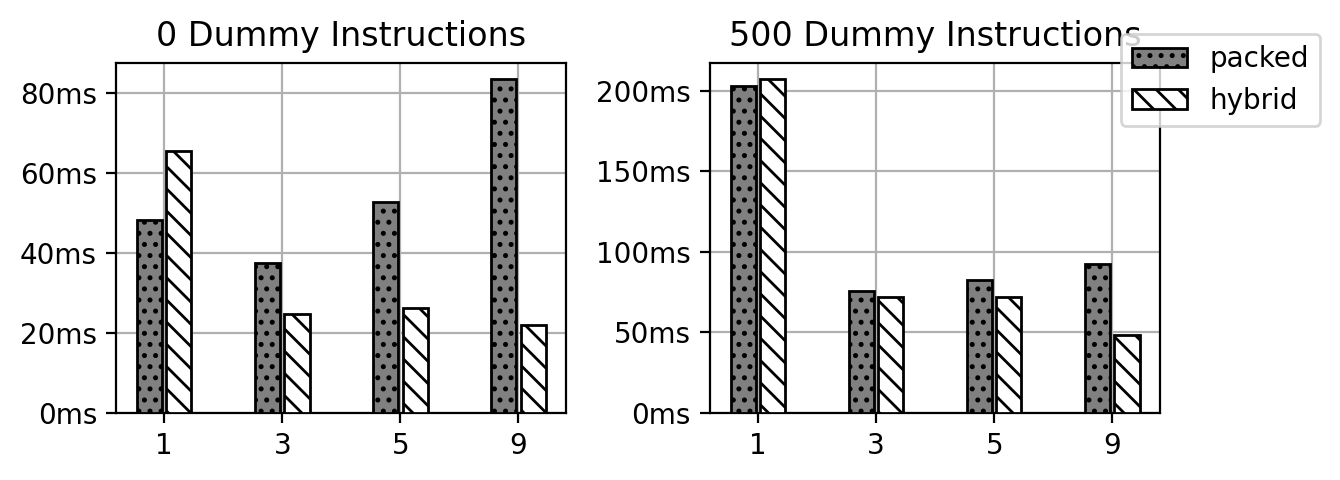 0 Dummy Instructions
80ms
60ms
40ms
20ms
0ms
1 3 5 9
500 Dummy Instructions
200ms
150ms
100ms
50ms
0ms
1 3 5 9
packed
hybrid